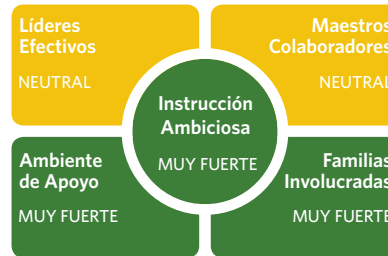 Líderes
Efectivos
NEUTRAL
Maestros
Colaboradores
NEUTRAL
Instrucción
Ambiciosa
MUY FUERTE
Ambiente
de Apoyo
MUY FUERTE
Familias
Involucradas
MUY FUERTE